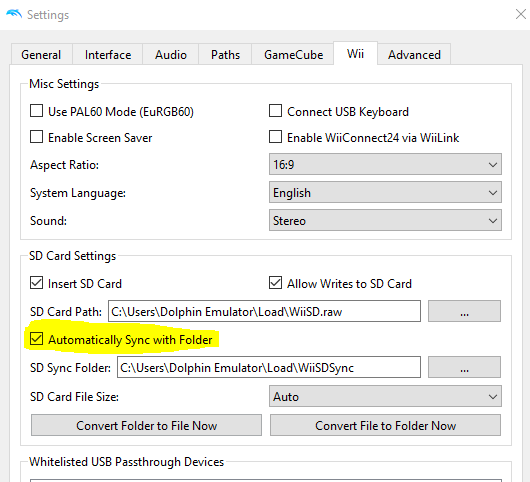 Settings
General Interface Audio Paths GameCube Wii Advanced
Misc Settings
Use PAL60 Mode (EuRGB60) Connect USB Keyboard
Enable Screen Saver Enable WiiConnect24 via WiiLink
Aspect Ratio: 16:9
System Language: English
Sound: Stereo
SD Card Settings
Insert SD Card Allow Writes to SD Card
SD Card Path: C:\Users\Dolphin Emulator\Load\WiiSD.raw ...
Automatically Sync with Folder
SD Sync Folder: C:\Users\Dolphin Emulator\Load\WiiSDSync ...
SD Card File Size: Auto
Convert Folder to File Now Convert File to Folder Now
Whitelisted USB Passthrough Devices